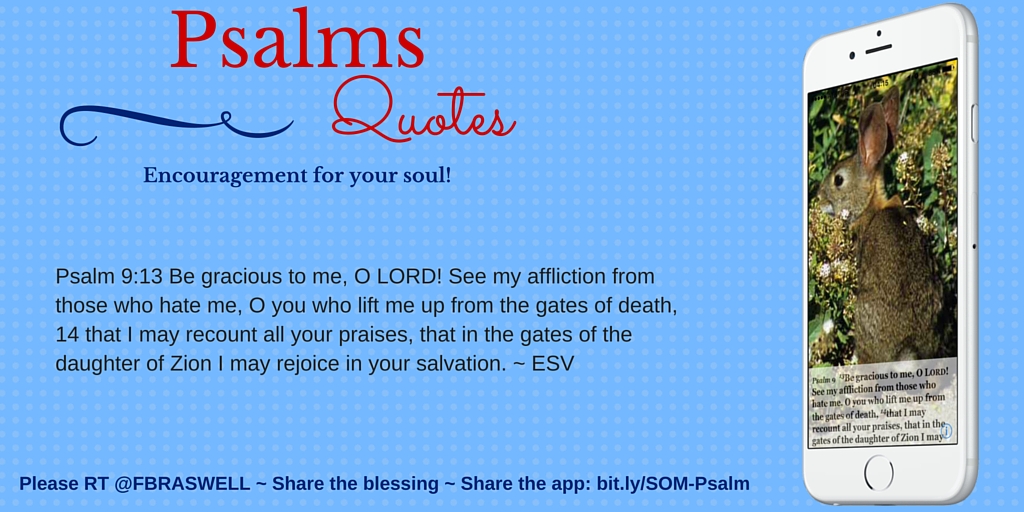 Psalms
Quotes
Encouragement for your soul!
Psalm 9:13 Be gracious to me, O LORD! See my affliction from
those who hate me, O you who lift me up from the gates of death,
14 that I may recount all your praises, that in the gates of the
daughter of Zion I may rejoice in your salvation. ~ ESV
Please RT @FBRASWELL ~ Share the blessing ~ Share the app: bit.ly/SOM-Psalm
Psalm 9 13Be gracious to me, O LORD!
See my affliction from those who
hate me, O you who lift me up from
the gates of death, 14that I may
recount all your praises, that in the
gates of the daughter of Zion I may